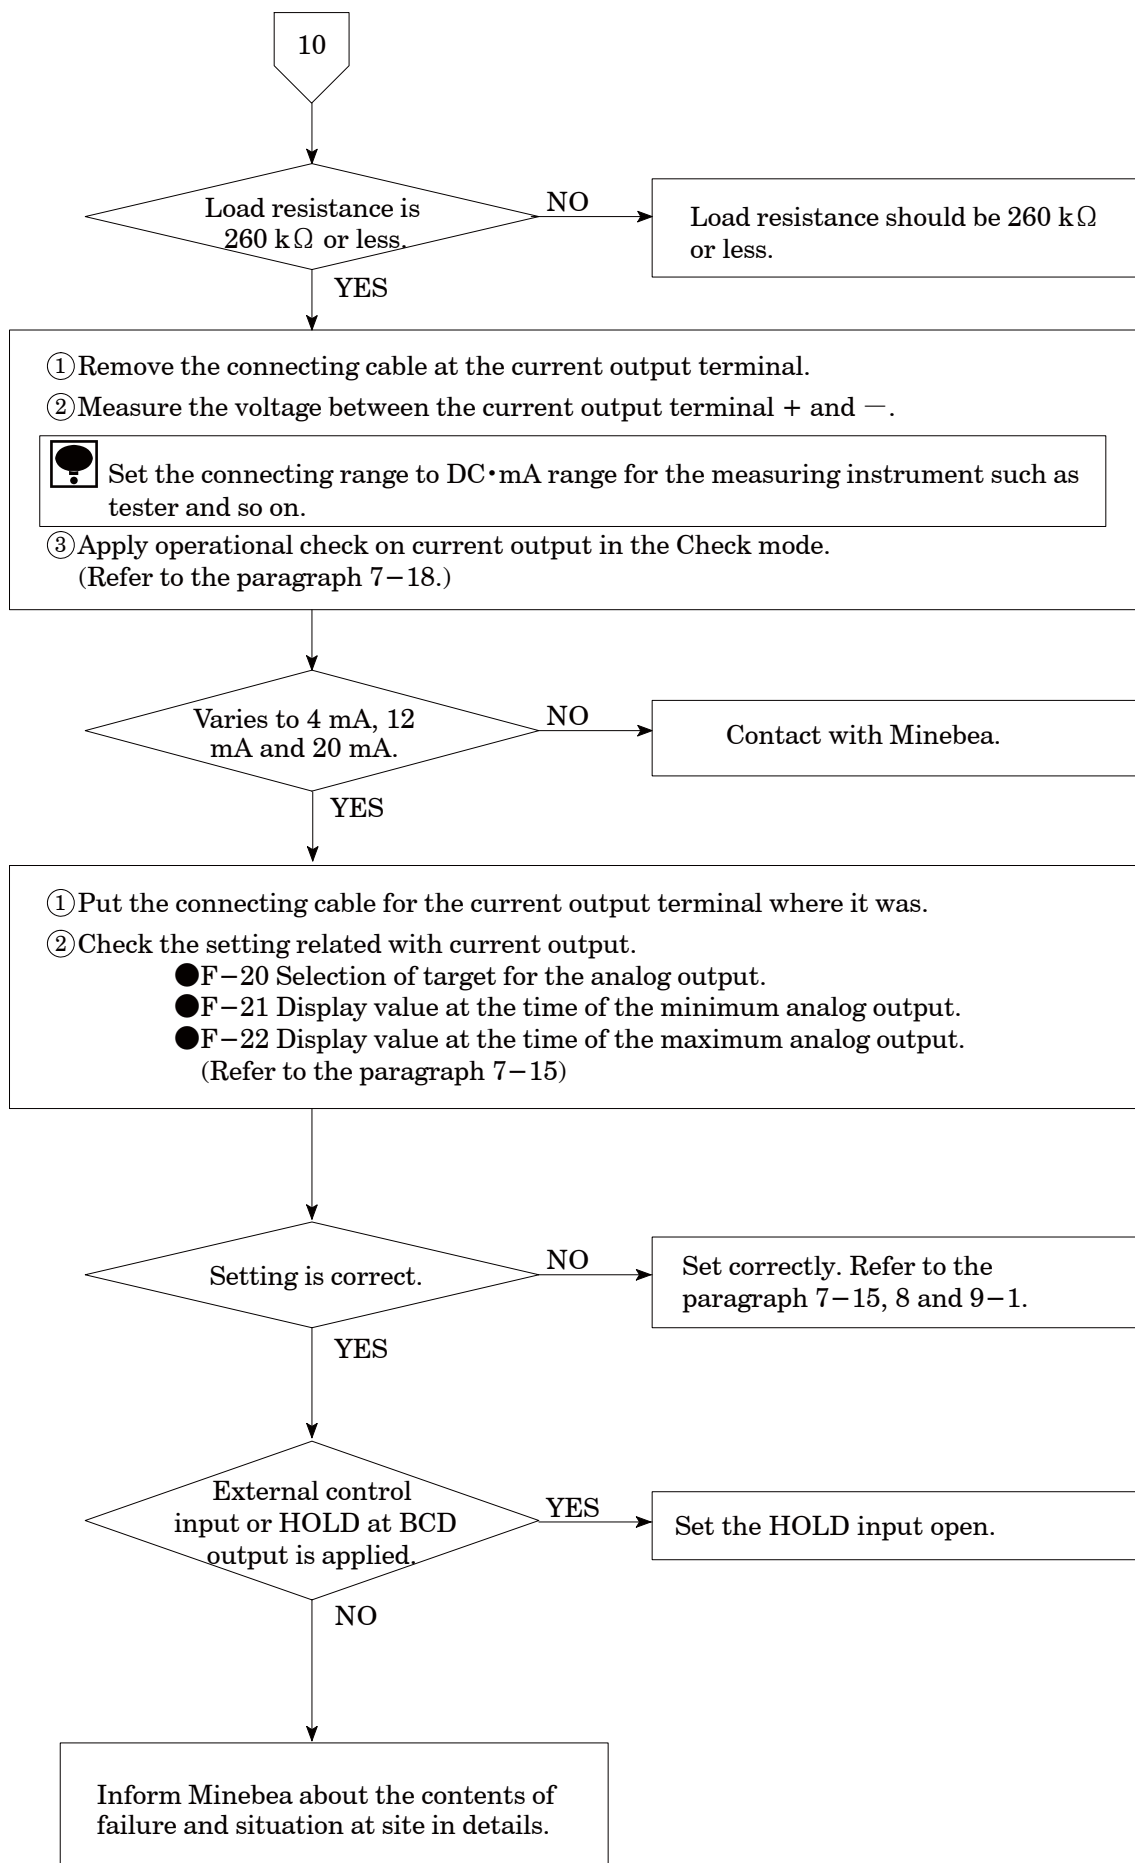 10
Load resistance is
260 kΩ or less.
NO
Load resistance should be 260 kΩ
or less.
YES
①Remove the connecting cable at the current output terminal.
②Measure the voltage between the current output terminal + and −.
Set the connecting range to DC・mA range for the measuring instrument such as
tester and so on.
③Apply operational check on current output in the Check mode.
(Refer to the paragraph 7−18.)
Varies to 4 mA, 12
mA and 20 mA.
NO
Contact with Minebea.
YES
①Put the connecting cable for the current output terminal where it was.
②Check the setting related with current output.
●F−20 Selection of target for the analog output.
●F−21 Display value at the time of the minimum analog output.
●F−22 Display value at the time of the maximum analog output.
(Refer to the paragraph 7−15)
Setting is correct.
NO
Set correctly. Refer to the
paragraph 7−15, 8 and 9−1.
YES
External control
input or HOLD at BCD
output is applied.
YES
Set the HOLD input open.
NO
Inform Minebea about the contents of
failure and situation at site in details.